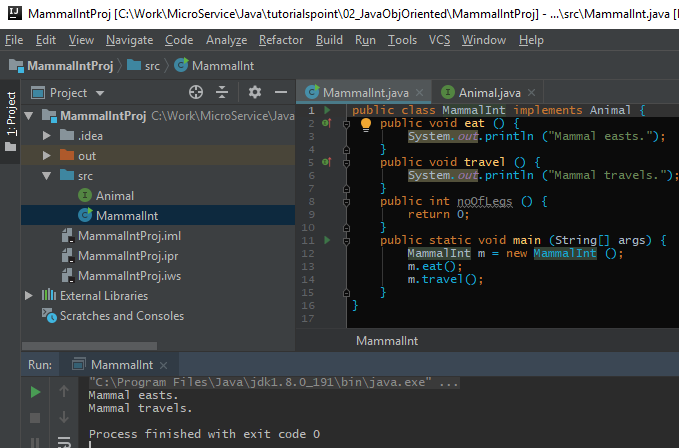 MammalIntProj [C:\Work\MicroService\Java\tutorialspoint\02_JavaObjOriented\MammalIntProj] - ...\src\MammalInt.java [
File Edit View Navigate Code Analyze Refactor Build Run Tools VCS Window Help
MammalIntProj src MammalInt
1: Project
Project
MammalIntProj C:\Work\MicroService\Java\t
.idea
out
src
Animal
MammalInt
MammalIntProj.iml
MammalIntProj.ipr
MammalIntProj.iws
External Libraries
Scratches and Consoles
MammalInt.java Animal.java
1 public class MammalInt implements Animal {
2 public void eat () {
3 System.out.println ("Mammal easts.");
4 }
5 public void travel () {
6 System.out.println ("Mammal travels.");
7 }
8 public int noOfLegs () {
9 return 0;
10 }
11 public static void main (String[] args) {
12 MammalInt m = new MammalInt ();
13 m.eat();
14 m.travel();
15 }
16 }
17
MammalInt
Run: MammalInt
"C:\Program Files\Java\jdk1.8.0_191\bin\java.exe" ...
Mammal easts.
Mammal travels.
Process finished with exit code 0